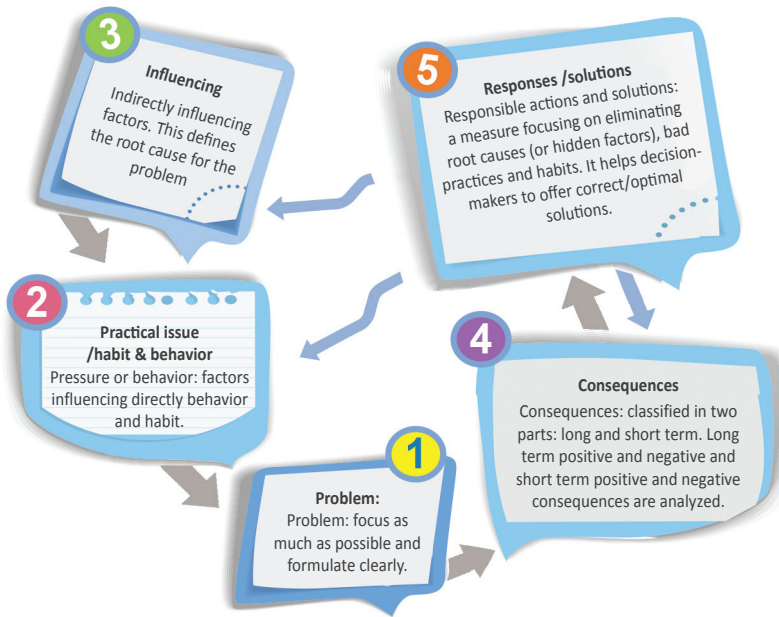 3
Influencing
Indirectly influencing
factors. This defines
the root cause for the
problem
5
Responses /solutions
Responsible actions and solutions:
a measure focusing on eliminating
root causes (or hidden factors), bad
practices and habits. It helps decision-
makers to offer correct/optimal
solutions.
2
Practical issue
/habit & behavior
Pressure or behavior: factors
influencing directly behavior
and habit.
4
Consequences
Consequences: classified in two
parts: long and short term. Long
term positive and negative and
short term positive and negative
consequences are analyzed.
1
Problem:
Problem: focus as
much as possible and
formulate clearly.